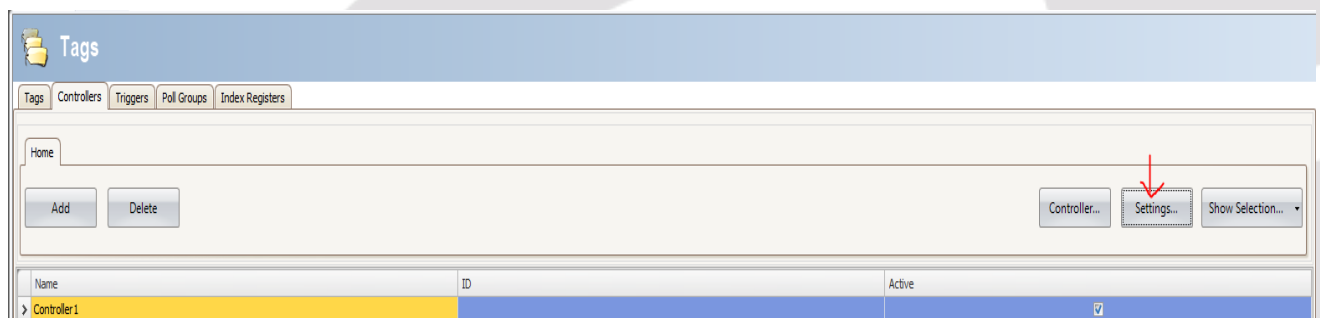 Tags
Tags Controllers Triggers Poll Groups Index Registers
Home
Add Delete Controller... Settings... Show Selection...
Name ID Active
Controller1